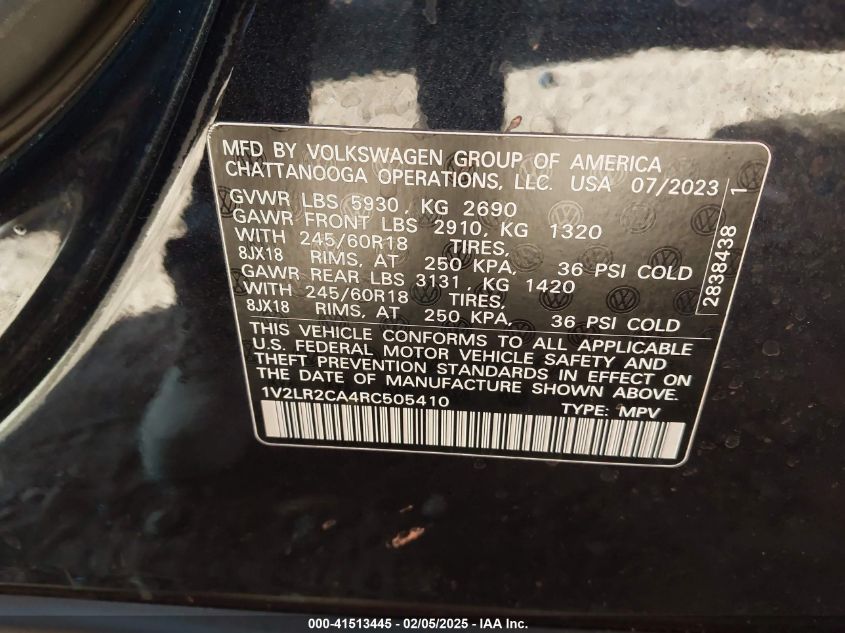 MFD BY VOLKSWAGEN GROUP OF AMERICA
CHATTANOOGA OPERATIONS, LLC. USA 07/2023
GVWR LBS 5930, KG 2690
GAWR FRONT LBS 2910, KG 1320
WITH 245/60R18 TIRES,
8JX18 RIMS, AT 250 KPA, 36 PSI COLD
GAWR REAR LBS 3131, KG 1420
WITH 245/60R18 TIRES,
8JX18 RIMS, AT 250 KPA, 36 PSI COLD
THIS VEHICLE CONFORMS TO ALL APPLICABLE
U.S. FEDERAL MOTOR VEHICLE SAFETY AND
THEFT PREVENTION STANDARDS IN EFFECT ON
THE DATE OF MANUFACTURE SHOWN ABOVE.
1V2LR2CA4RC505410 TYPE: MPV
2838438 1
000-41513445 - 02/05/2025 - IAA Inc.